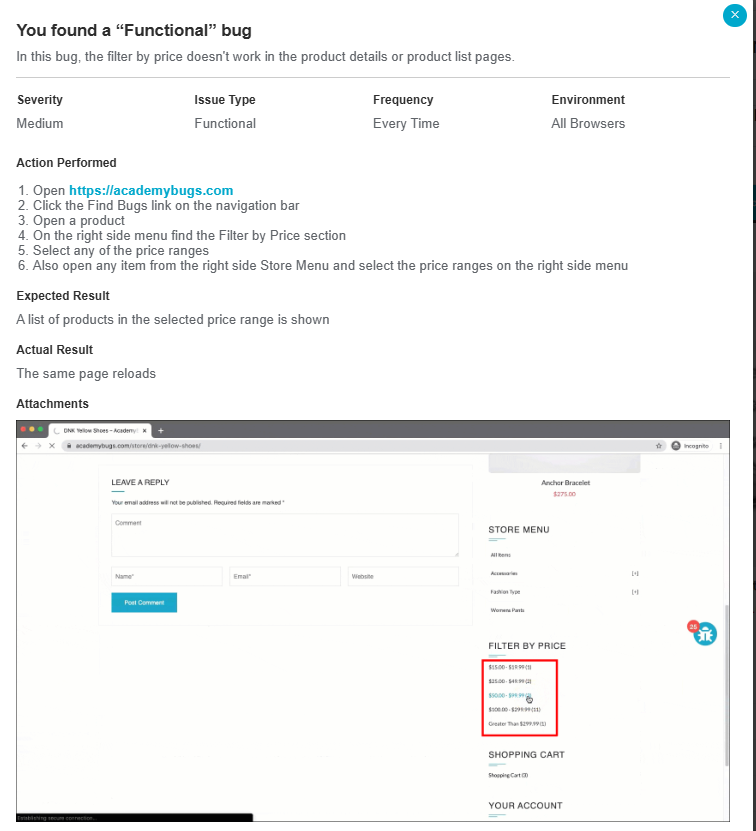 You found a “Functional” bug
In this bug, the filter by price doesn't work in the product details or product list pages.
Severity
Issue Type
Frequency
Environment
Medium
Functional
Every Time
All Browsers
Action Performed
1. Open https://academybugs.com
2. Click the Find Bugs link on the navigation bar
3. Open a product
4. On the right side menu find the Filter by Price section
5. Select any of the price ranges
6. Also open any item from the right side Store Menu and select the price ranges on the right side menu
Expected Result
A list of products in the selected price range is shown
Actual Result
The same page reloads
Attachments
DNK Yellow Shoes – Academy
academybugs.com/store/dnk-yellow-shoes/
Incognito
LEAVE A REPLY
Your email address will not be published. Required fields are marked *
Comment
Name*
Email*
Website
Post Comment
Anchor Bracelet
$275.00
STORE MENU
All Items
Accessories [+]
Fashion Type [+]
Womens Pants
25
FILTER BY PRICE
$15.00 - $19.99 (1)
$25.00 - $49.99 (2)
$50.00 - $99.99
$100.00 - $299.99 (11)
Greater Than $299.99 (1)
SHOPPING CART
Shopping Cart (0)
YOUR ACCOUNT
Establishing secure connection...